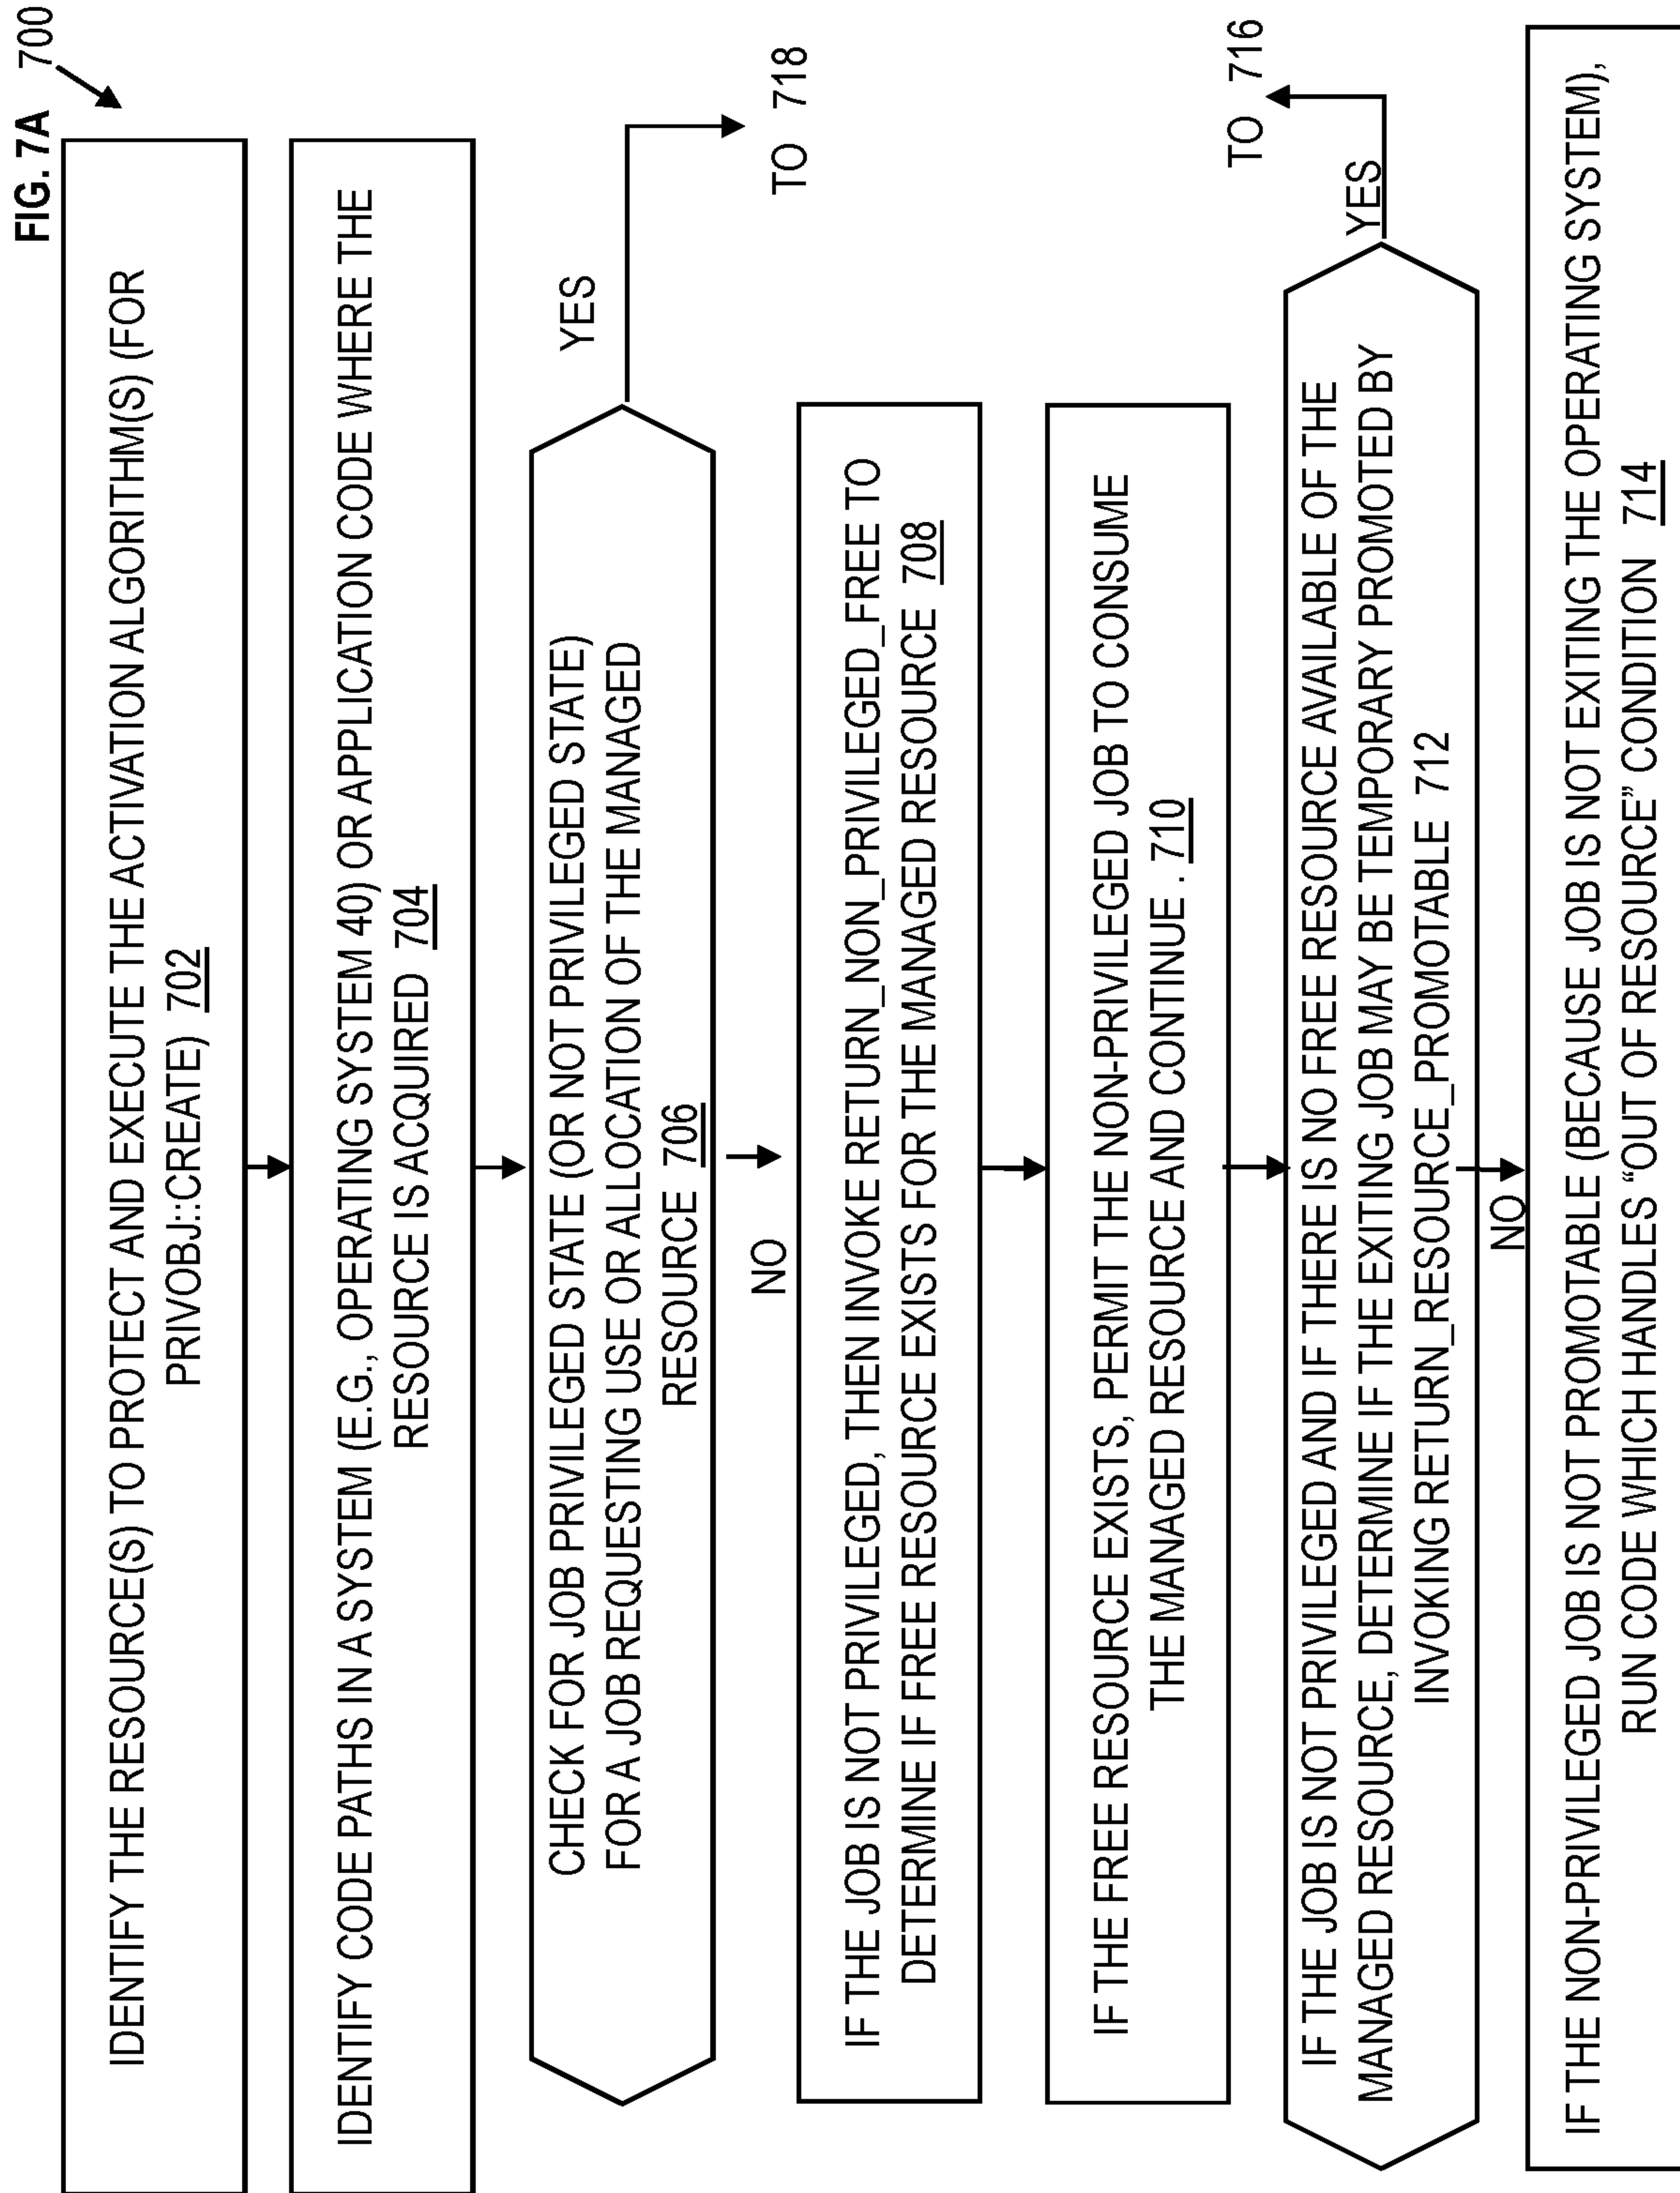 FIG. 7A
700
IDENTIFY THE RESOURCE(S) TO PROTECT AND EXECUTE THE ACTIVATION ALGORITHM(S) (FOR
PRIVOBJ::CREATE) 702
IDENTIFY CODE PATHS IN A SYSTEM (E.G., OPERATING SYSTEM 40) OR APPLICATION CODE WHERE THE
RESOURCE IS ACQUIRED 704
CHECK FOR JOB PRIVILEGED STATE (OR NOT PRIVILEGED STATE)
FOR A JOB REQUESTING USE OR ALLOCATION OF THE MANAGED
RESOURCE 706
YES
TO 718
NO
IF THE JOB IS NOT PRIVILEGED, THEN INVOKE RETURN_NON_PRIVILEGED_FREE TO
DETERMINE IF FREE RESOURCE EXISTS FOR THE MANAGED RESOURCE 708
IF THE FREE RESOURCE EXISTS, PERMIT THE NON-PRIVILEGED JOB TO CONSUME
THE MANAGED RESOURCE AND CONTINUE . 710
IF THE JOB IS NOT PRIVILEGED AND IF THERE IS NO FREE RESOURCE AVAILABLE OF THE
MANAGED RESOURCE, DETERMINE IF THE EXITING JOB MAY BE TEMPORARY PROMOTED BY
INVOKING RETURN_RESOURCE_PROMOTABLE 712
YES
TO 716
NO
IF THE NON-PRIVILEGED JOB IS NOT PROMOTABLE (BECAUSE JOB IS NOT EXITING THE OPERATING SYSTEM),
RUN CODE WHICH HANDLES “OUT OF RESOURCE” CONDITION 714